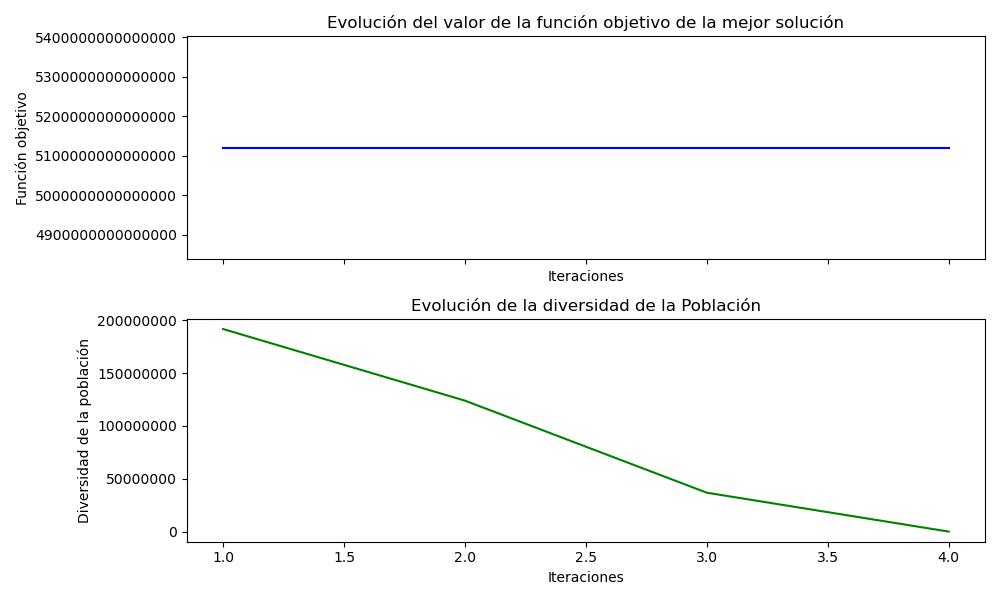 Evolución del valor de la función objetivo de la mejor solución
Función objetivo
5400000000000000
5300000000000000
5200000000000000
5100000000000000
5000000000000000
4900000000000000
Iteraciones
Evolución de la diversidad de la Población
Diversidad de la población
200000000
150000000
100000000
50000000
0
1.0 1.5 2.0 2.5 3.0 3.5 4.0
Iteraciones